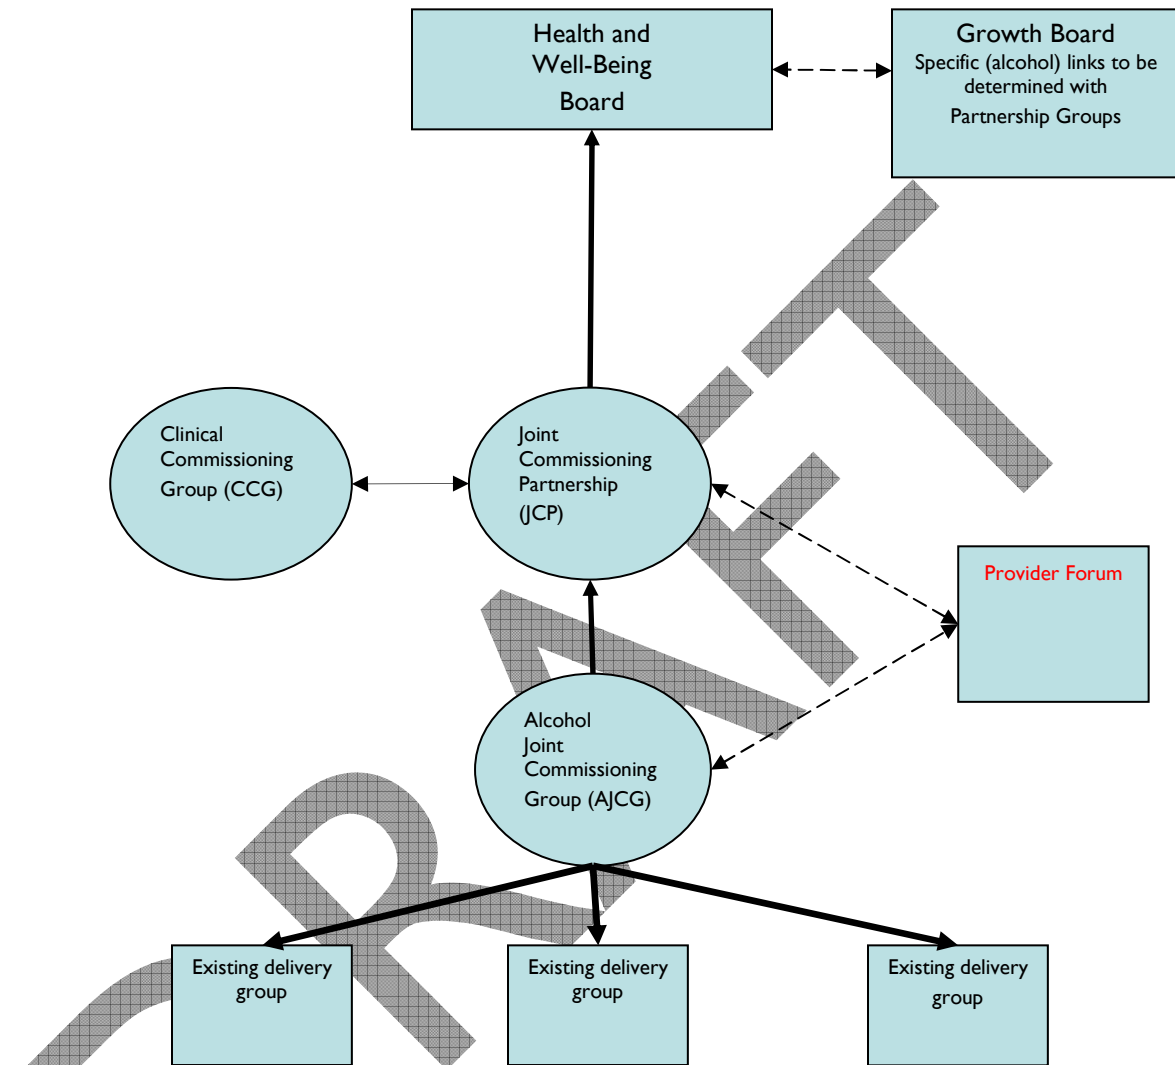 Health and
Well-Being
Board
Growth Board
Specific (alcohol) links to be
determined with
Partnership Groups
Clinical
Commissioning
Group (CCG)
Joint
Commissioning
Partnership
(JCP)
Provider Forum
Alcohol
Joint
Commissioning
Group (AJCG)
Existing delivery
group
Existing delivery
group
Existing delivery
group